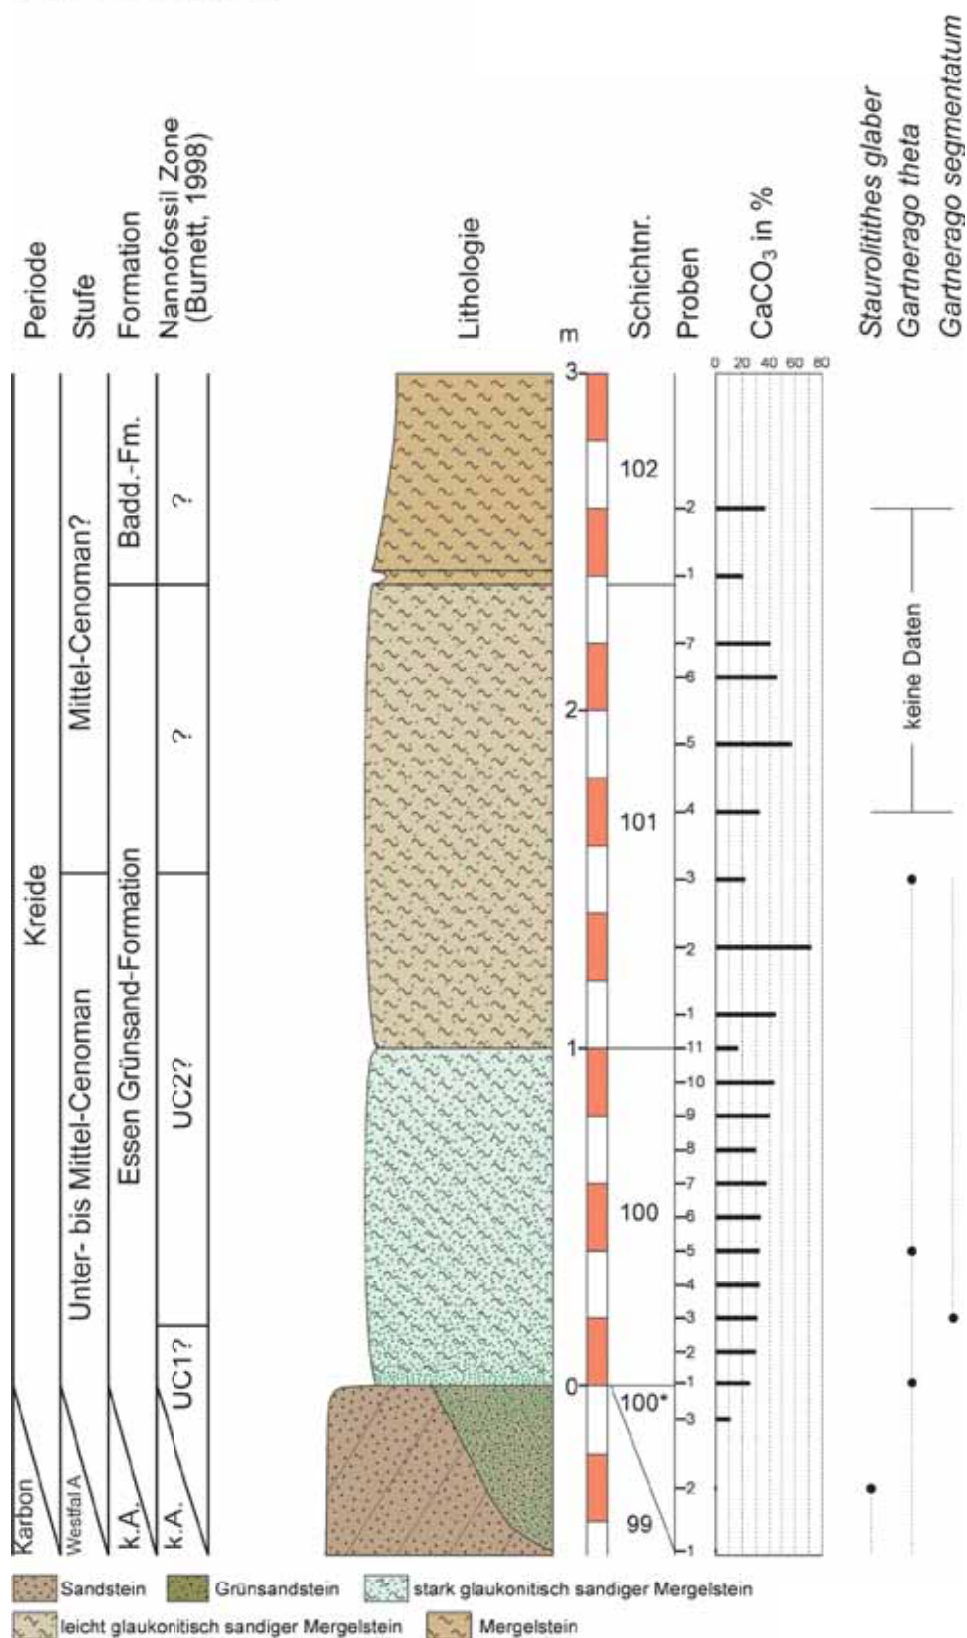 Periode
Stufe
Formation
Nannofossil Zone
(Burnett, 1998)
Lithologie
m
Schichtnr.
Proben
CaCO₃ in %
Staurolitithes glaber
Gartnerago theta
Gartnerago segmentatum
0 20 40 60 80
Kreide
Karbon
Mittel-Cenoman?
Unter- bis Mittel-Cenoman
Westfal A
Badd.-Fm.
Essen Grünsand-Formation
k.A.
?
?
UC2?
UC1?
k.A.
3
2
1
0
102
101
100
100*
99
2
1
7
6
5
4
3
2
1
11
10
9
8
7
6
5
4
3
2
1
3
2
1
keine Daten
Sandstein
Grünsandstein
stark glaukonitisch sandiger Mergelstein
leicht glaukonitisch sandiger Mergelstein
Mergelstein